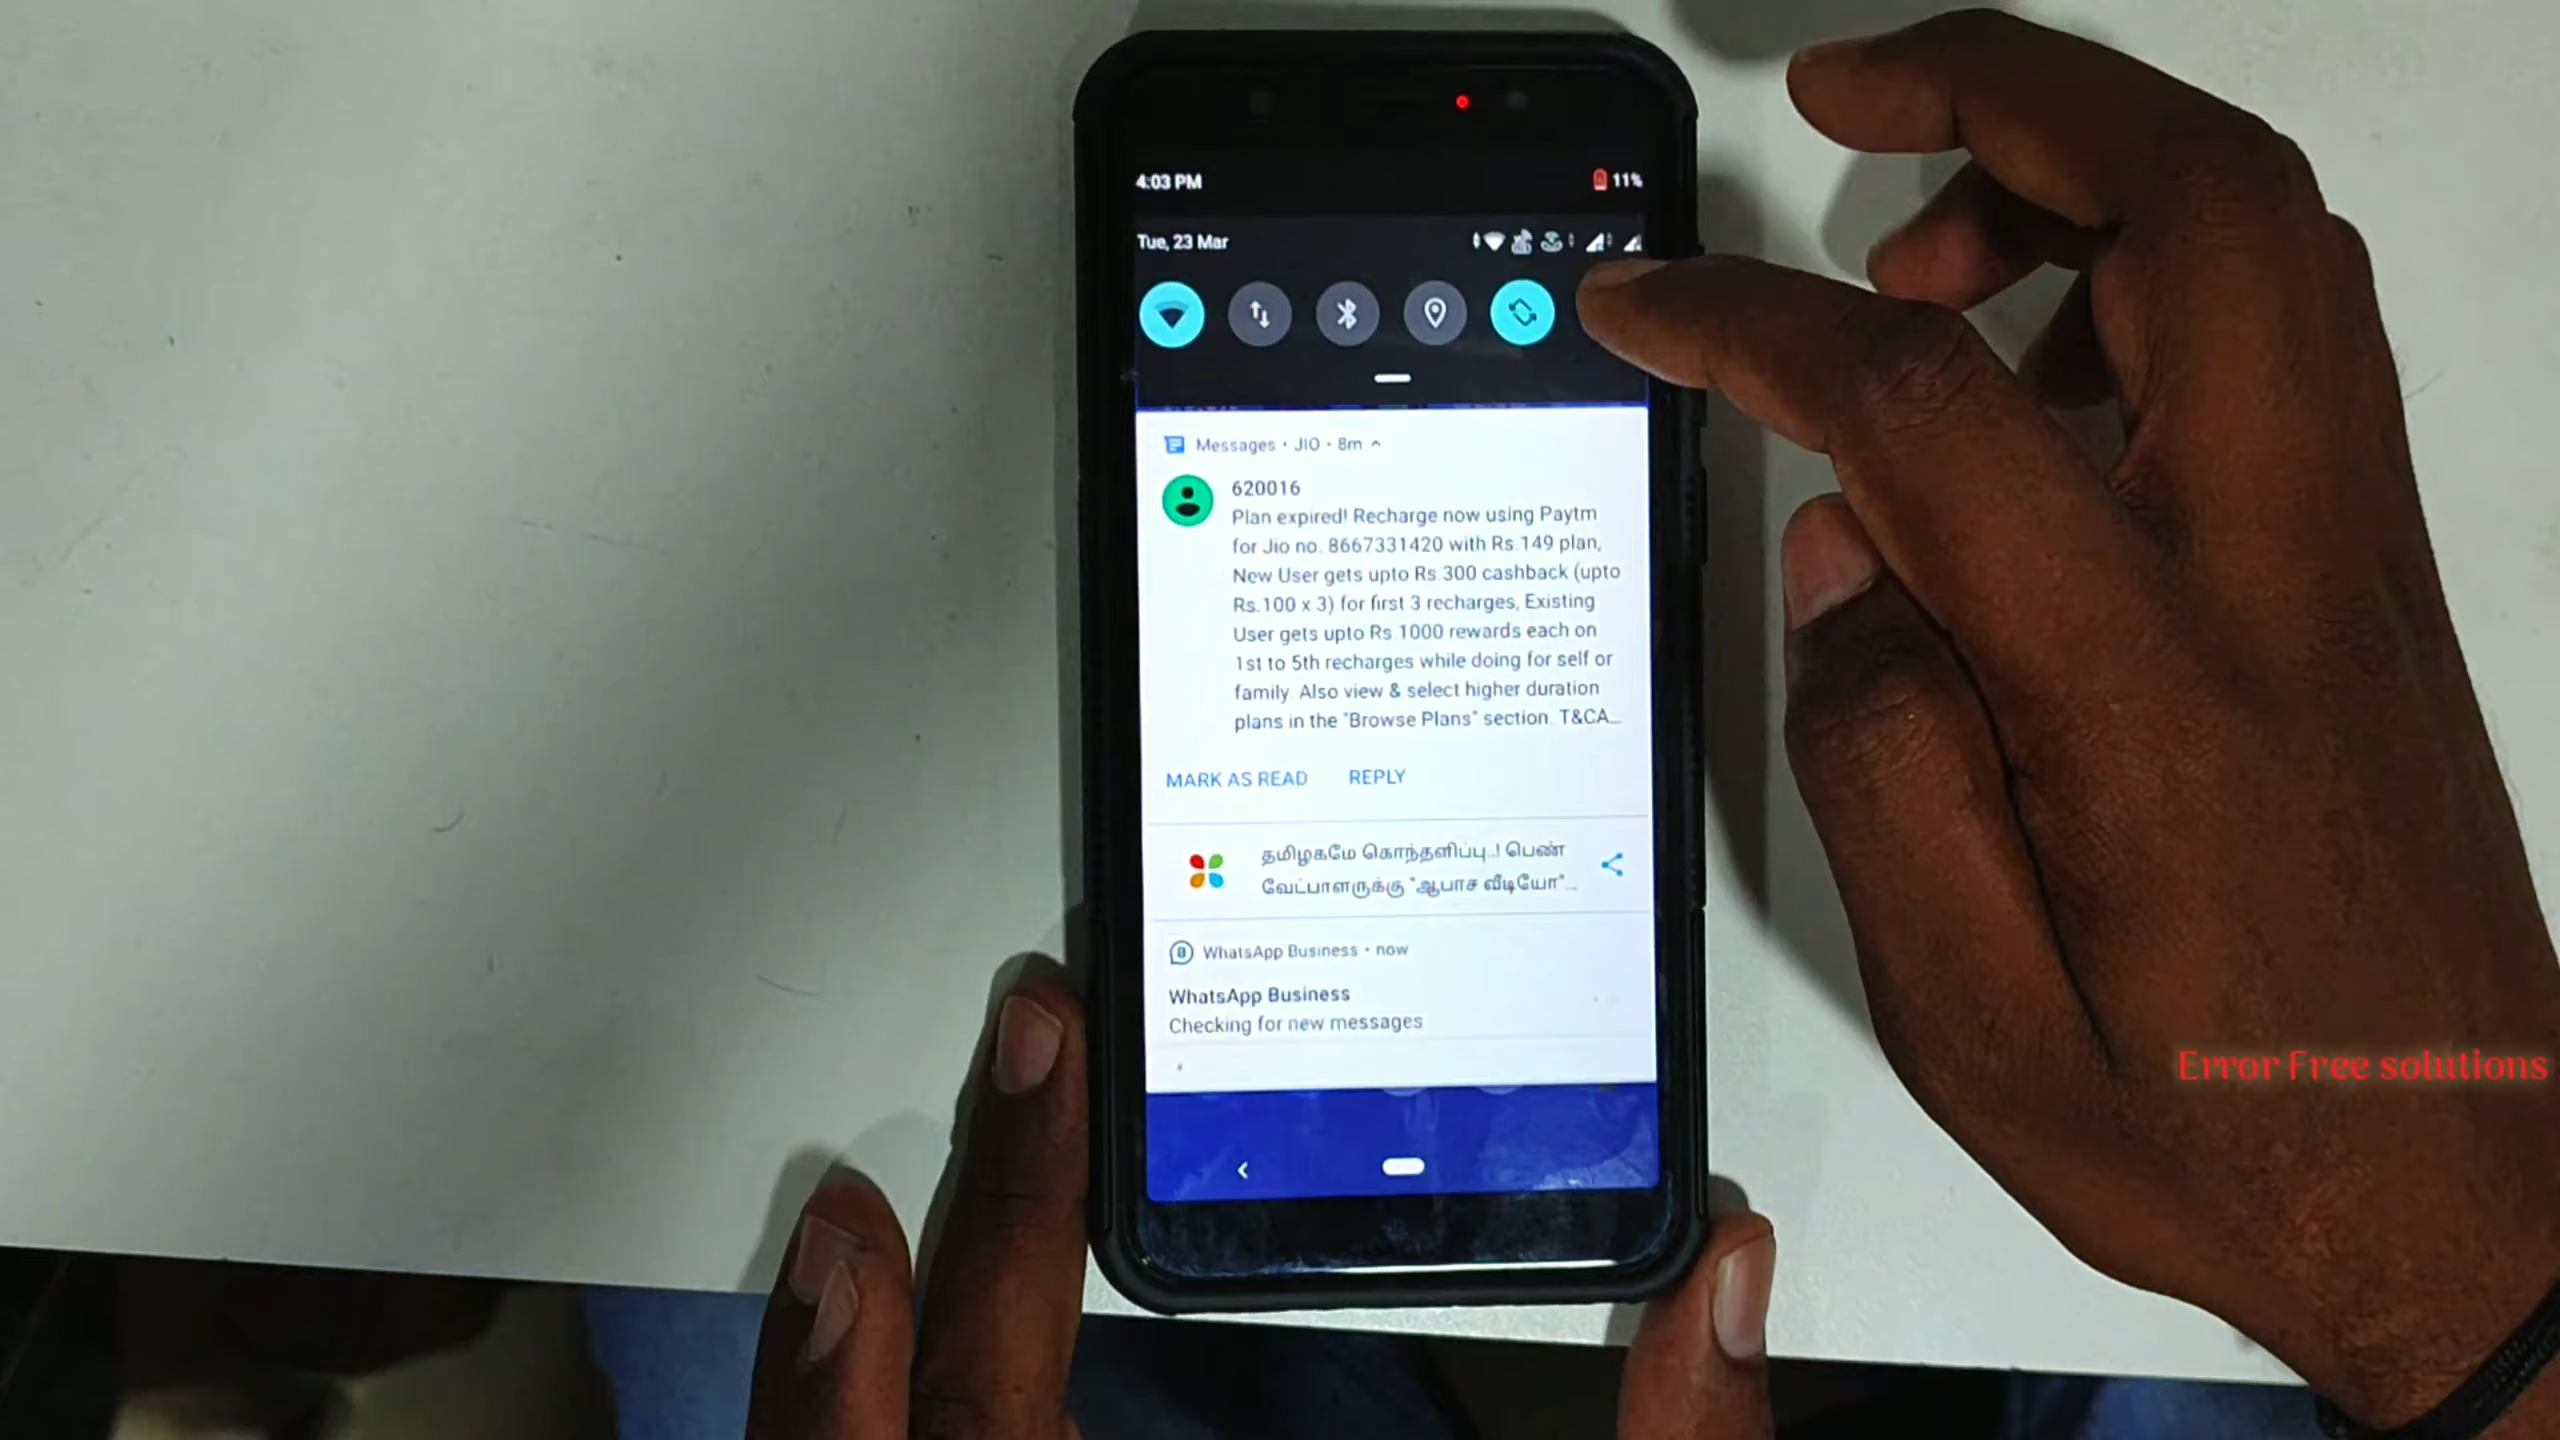 4:03 PM
11%
Tue, 23 Mar
Messages • JIO • 8m
620016
Plan expired! Recharge now using Paytm
for Jio no. 8667331420 with Rs.149 plan,
New User gets upto Rs.300 cashback (upto
Rs.100 x 3) for first 3 recharges, Existing
User gets upto Rs.1000 rewards each on
1st to 5th recharges while doing for self or
family. Also view & select higher duration
plans in the "Browse Plans" section. T&CA...
MARK AS READ REPLY
தமிழகமே கொந்தளிப்பு..! பெண்
வேட்பாளருக்கு "ஆபாச வீடியோ"...
WhatsApp Business • now
WhatsApp Business
Checking for new messages
Error Free solutions